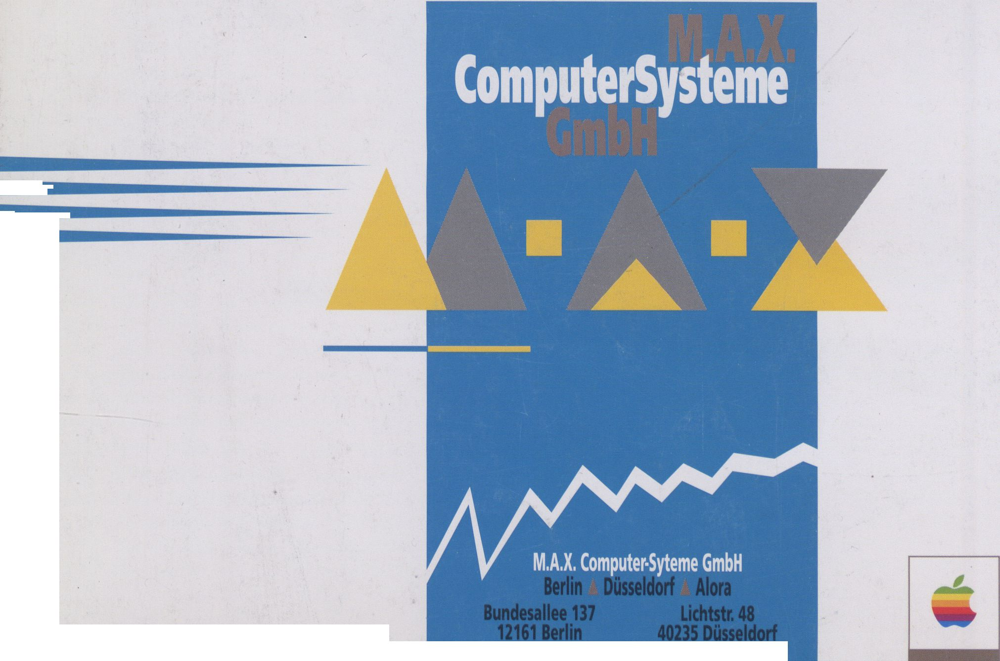 M.A.X.
ComputerSysteme
GmbH
M.A.X.
M.A.X. Computer-Syteme GmbH
Berlin Düsseldorf Alora
Bundesallee 137
12161 Berlin
Lichtstr. 48
40235 Düsseldorf